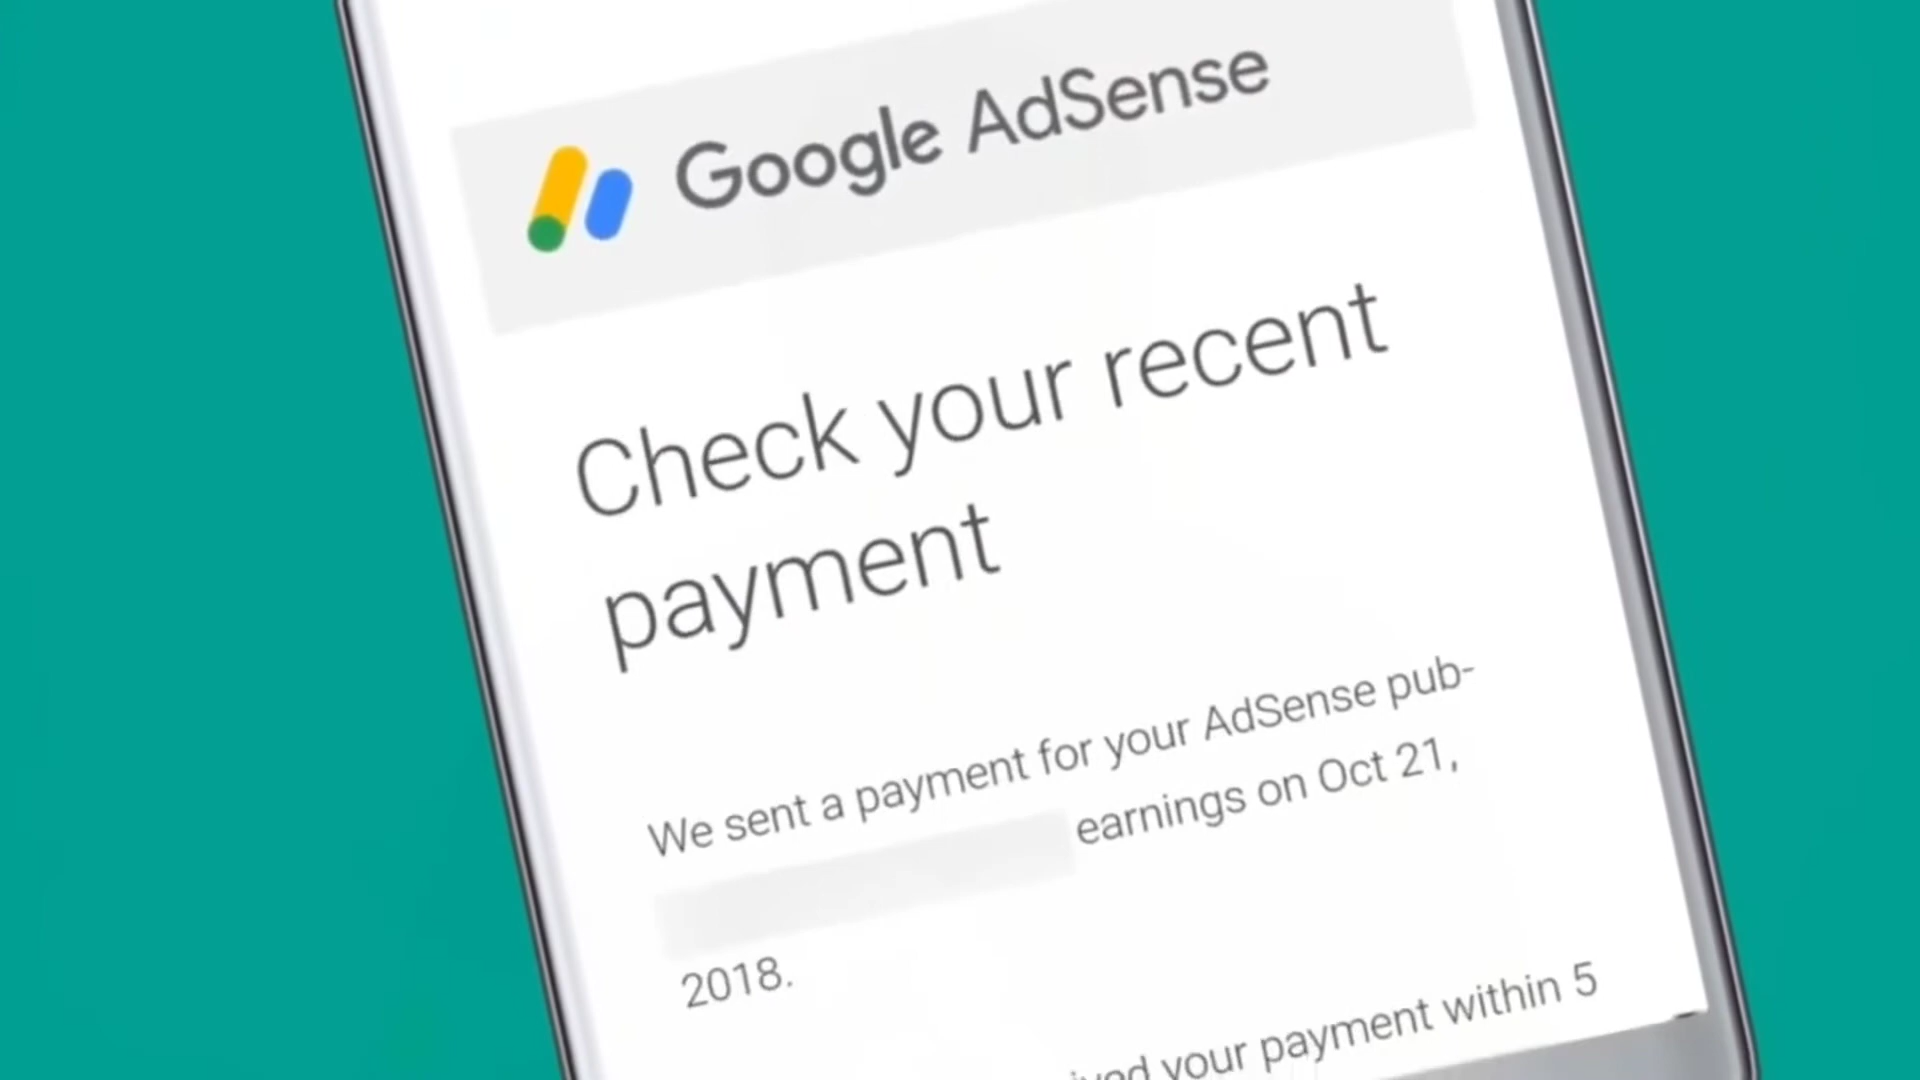 Google AdSense
Check your recent
payment
We sent a payment for your AdSense pub-
earnings on Oct 21,
2018.
your payment within 5